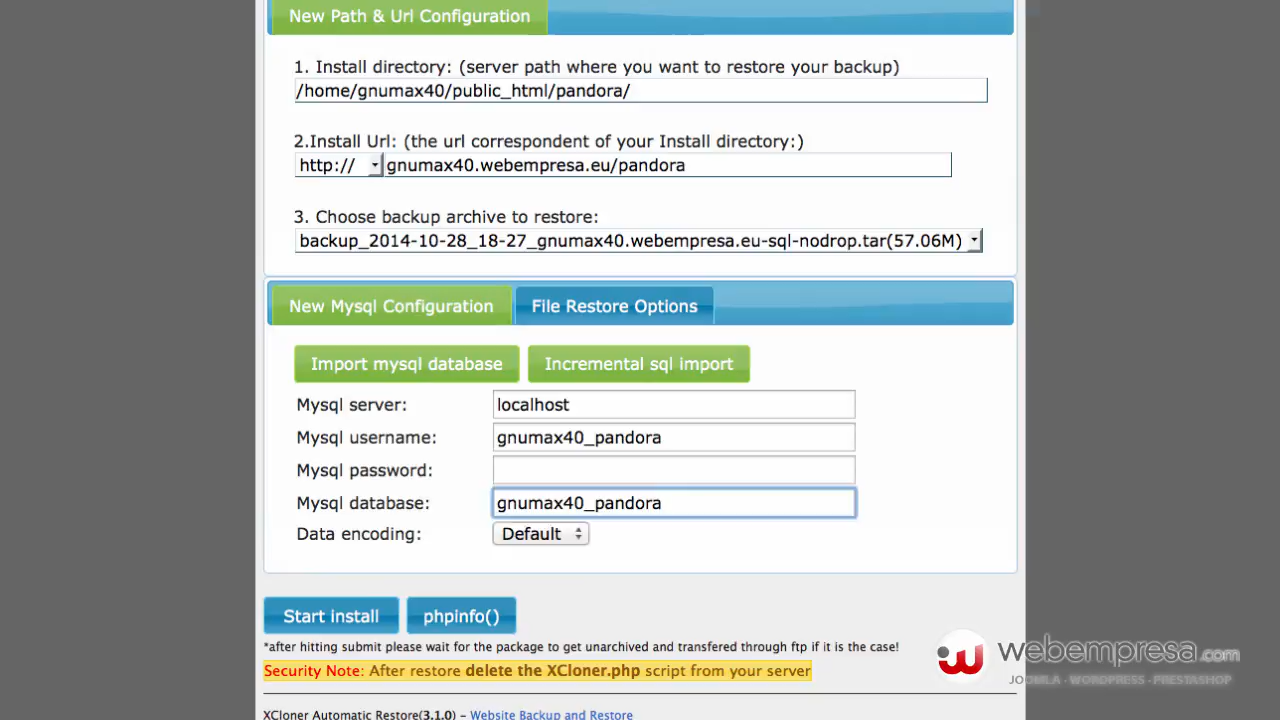 New Path & Url Configuration
1. Install directory: (server path where you want to restore your backup)
/home/gnumax40/public_html/pandora/
2.Install Url: (the url correspondent of your Install directory:)
http:// gnumax40.webempresa.eu/pandora
3. Choose backup archive to restore:
backup_2014-10-28_18-27_gnumax40.webempresa.eu-sql-nodrop.tar(57.06M)
New Mysql Configuration File Restore Options
Import mysql database Incremental sql import
Mysql server: localhost
Mysql username: gnumax40_pandora
Mysql password:
Mysql database: gnumax40_pandora
Data encoding: Default
Start install phpinfo()
*after hitting submit please wait for the package to get unarchived and transfered through ftp if it is the case!
Security Note: After restore delete the XCloner.php script from your server
webempresa.com
JOOMLA - WORDPRESS - PRESTASHOP
XCloner Automatic Restore(3.1.0) – Website Backup and Restore